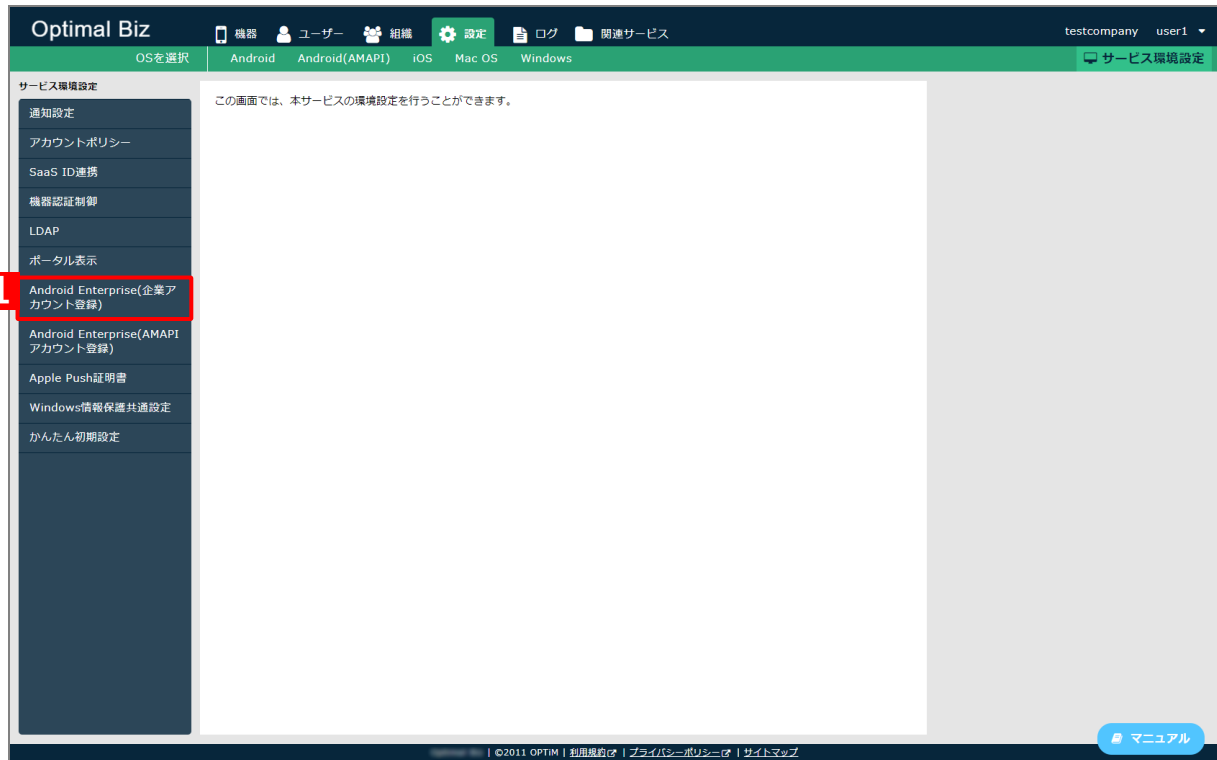 Optimal Biz
機器 ユーザー 組織 設定 ログ 関連サービス
testcompany user1
OSを選択 Android Android(AMAPI) iOS Mac OS Windows サービス環境設定
サービス環境設定
通知設定
アカウントポリシー
SaaS ID連携
機器認証制御
LDAP
ポータル表示
1
Android Enterprise(企業ア
カウント登録)
Android Enterprise(AMAPI
アカウント登録)
Apple Push証明書
Windows情報保護共通設定
かんたん初期設定
この画面では、本サービスの環境設定を行うことができます。
マニュアル
| ©2011 OPTiM | 利用規約 | プライバシーポリシー | サイトマップ